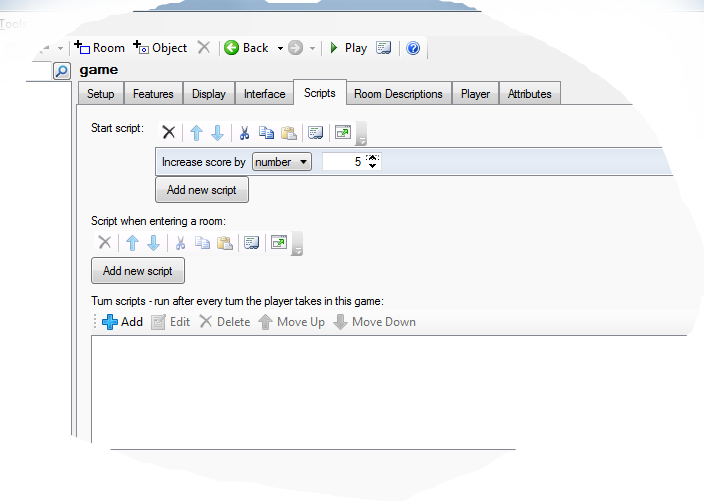 Tools
Room Object Back Play
game
Setup Features Display Interface Scripts Room Descriptions Player Attributes
Start script:
Increase score by number 5
Add new script
Script when entering a room:
Add new script
Turn scripts - run after every turn the player takes in this game:
Add Edit Delete Move Up Move Down